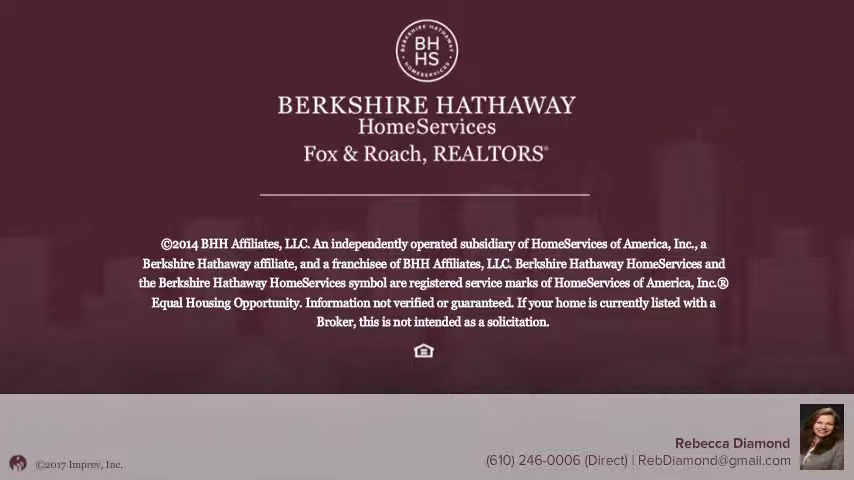 BERKSHIRE HATHAWAY
HOMESERVICES
BH
HS
BERKSHIRE HATHAWAY
HomeServices
Fox & Roach, REALTORS®
©2014 BHH Affiliates, LLC. An independently operated subsidiary of HomeServices of America, Inc., a
Berkshire Hathaway affiliate, and a franchisee of BHH Affiliates, LLC. Berkshire Hathaway HomeServices and
the Berkshire Hathaway HomeServices symbol are registered service marks of HomeServices of America, Inc.®
Equal Housing Opportunity. Information not verified or guaranteed. If your home is currently listed with a
Broker, this is not intended as a solicitation.
Rebecca Diamond
(610) 246-0006 (Direct) | RebDiamond@gmail.com
©2017 Imprev, Inc.